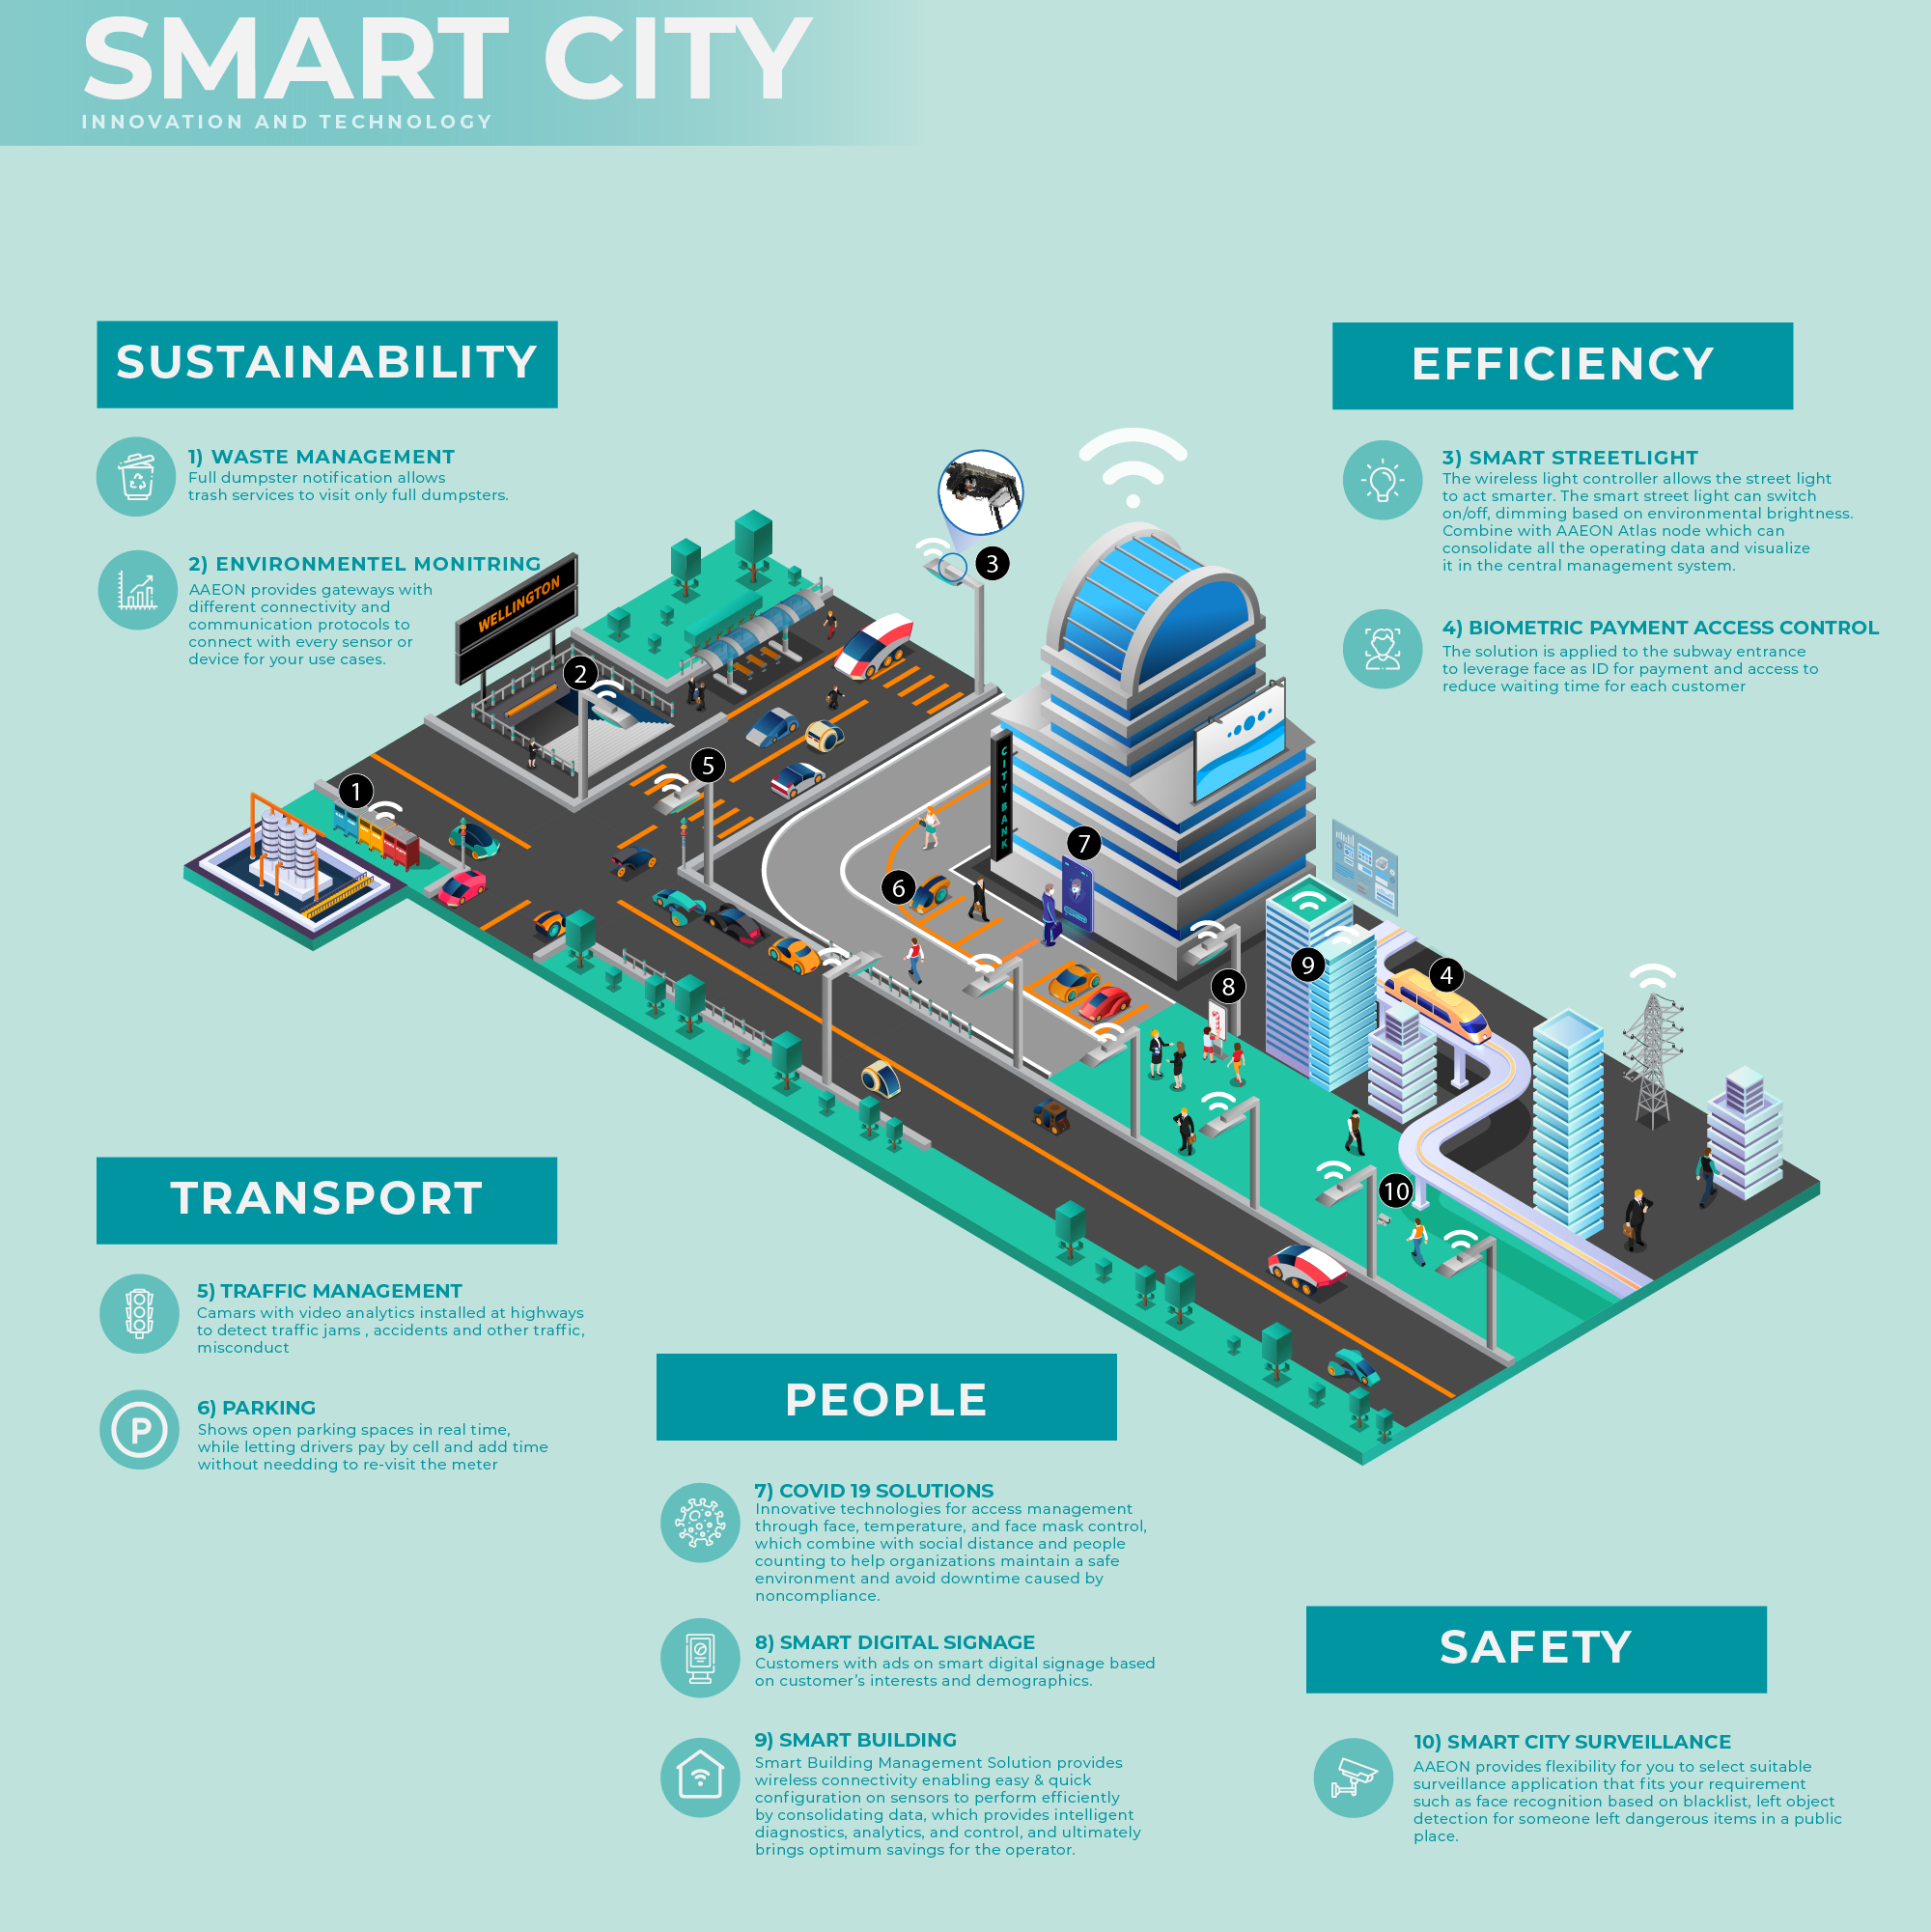 SMART CITY
INNOVATION AND TECHNOLOGY
SUSTAINABILITY
1) WASTE MANAGEMENT
Full dumpster notification allows
trash services to visit only full dumpsters.
2) ENVIRONMENTEL MONITRING
AAEON provides gateways with
different connectivity and
communication protocols to
connect with every sensor or
device for your use cases.
EFFICIENCY
3) SMART STREETLIGHT
The wireless light controller allows the street light
to act smarter. The smart street light can switch
on/off, dimming based on environmental brightness.
Combine with AAEON Atlas node which can
consolidate all the operating data and visualize
it in the central management system.
4) BIOMETRIC PAYMENT ACCESS CONTROL
The solution is applied to the subway entrance
to leverage face as ID for payment and access to
reduce waiting time for each customer
WELLINGTON
CITY BANK
1
2
3
5
6
7
8
9
4
10
TRANSPORT
5) TRAFFIC MANAGEMENT
Camars with video analytics installed at highways
to detect traffic jams , accidents and other traffic,
misconduct
6) PARKING
P
Shows open parking spaces in real time,
while letting drivers pay by cell and add time
without needding to re-visit the meter
PEOPLE
7) COVID 19 SOLUTIONS
Innovative technologies for access management
through face, temperature, and face mask control,
which combine with social distance and people
counting to help organizations maintain a safe
environment and avoid downtime caused by
noncompliance.
8) SMART DIGITAL SIGNAGE
Customers with ads on smart digital signage based
on customer's interests and demographics.
9) SMART BUILDING
Smart Building Management Solution provides
wireless connectivity enabling easy & quick
configuration on sensors to perform efficiently
by consolidating data, which provides intelligent
diagnostics, analytics, and control, and ultimately
brings optimum savings for the operator.
SAFETY
10) SMART CITY SURVEILLANCE
AAEON provides flexibility for you to select suitable
surveillance application that fits your requirement
such as face recognition based on blacklist, left object
detection for someone left dangerous items in a public
place.